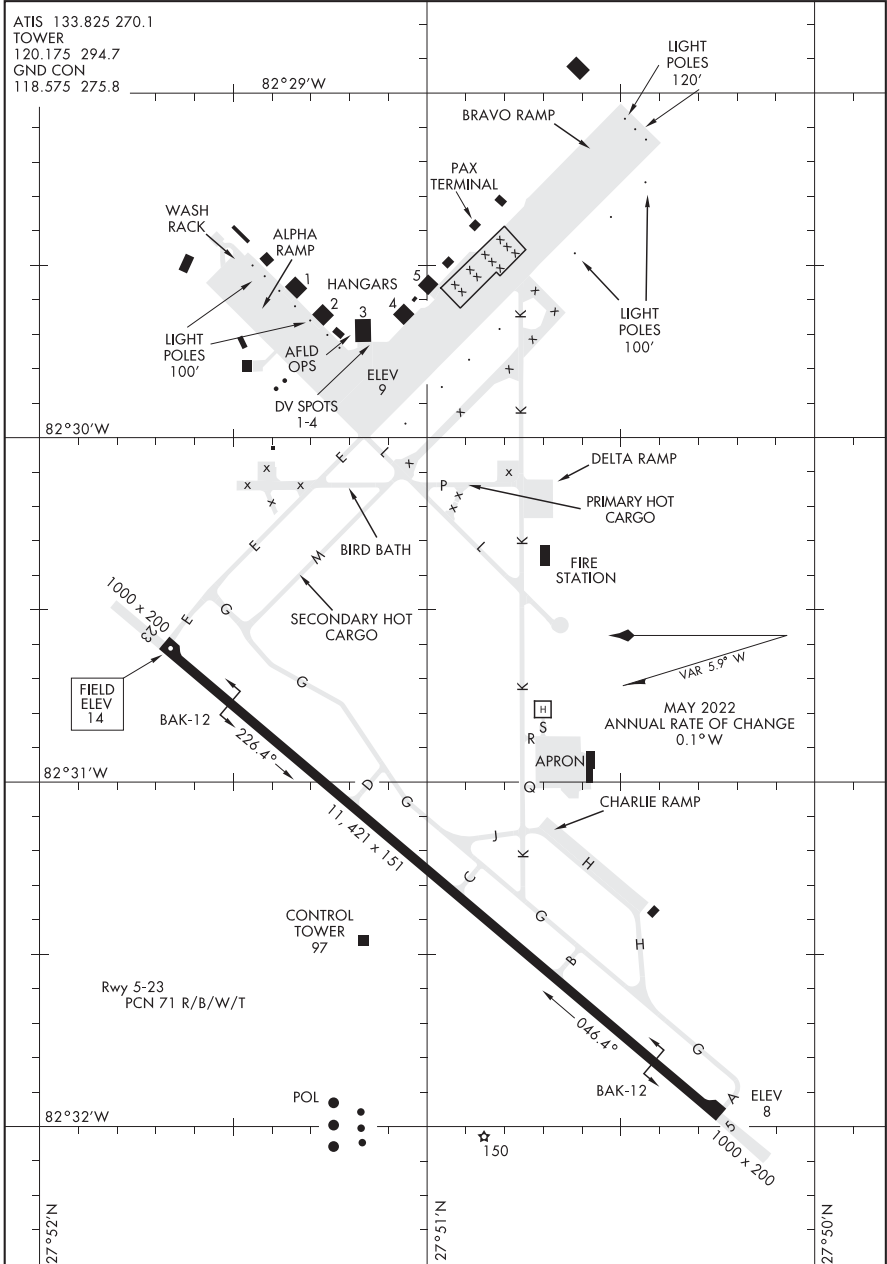 ATIS 133.825 270.1
TOWER
120.175 294.7
GND CON
118.575 275.8
82°29'W
LIGHT
POLES
120'
BRAVO RAMP
PAX
TERMINAL
WASH
RACK
ALPHA
RAMP
HANGARS
1
2
3
4
5
LIGHT
POLES
100'
AFLD
OPS
ELEV
9
DV SPOTS
1-4
LIGHT
POLES
100'
x x x x x x x x x x
K
x
x
x
x
x
K
82°30'W
E
L
x
x
x
x
x
x
P
x
x
DELTA RAMP
PRIMARY HOT
CARGO
E
M
BIRD BATH
L
K
FIRE
STATION
SECONDARY HOT
CARGO
1000 x 200
23
E
G
G
FIELD
ELEV
14
BAK-12
226.4°
K
VAR 5.9° W
MAY 2022
ANNUAL RATE OF CHANGE
0.1° W
H
S
R
APRON
Q
82°31'W
D
G
11, 421 x 151
CHARLIE RAMP
J
K
H
C
G
H
B
CONTROL
TOWER
97
Rwy 5-23
PCN 71 R/B/W/T
046.4°
G
BAK-12
A
ELEV
8
5
1000 x 200
POL
82°32'W
150
27°52'N
27°51'N
27°50'N